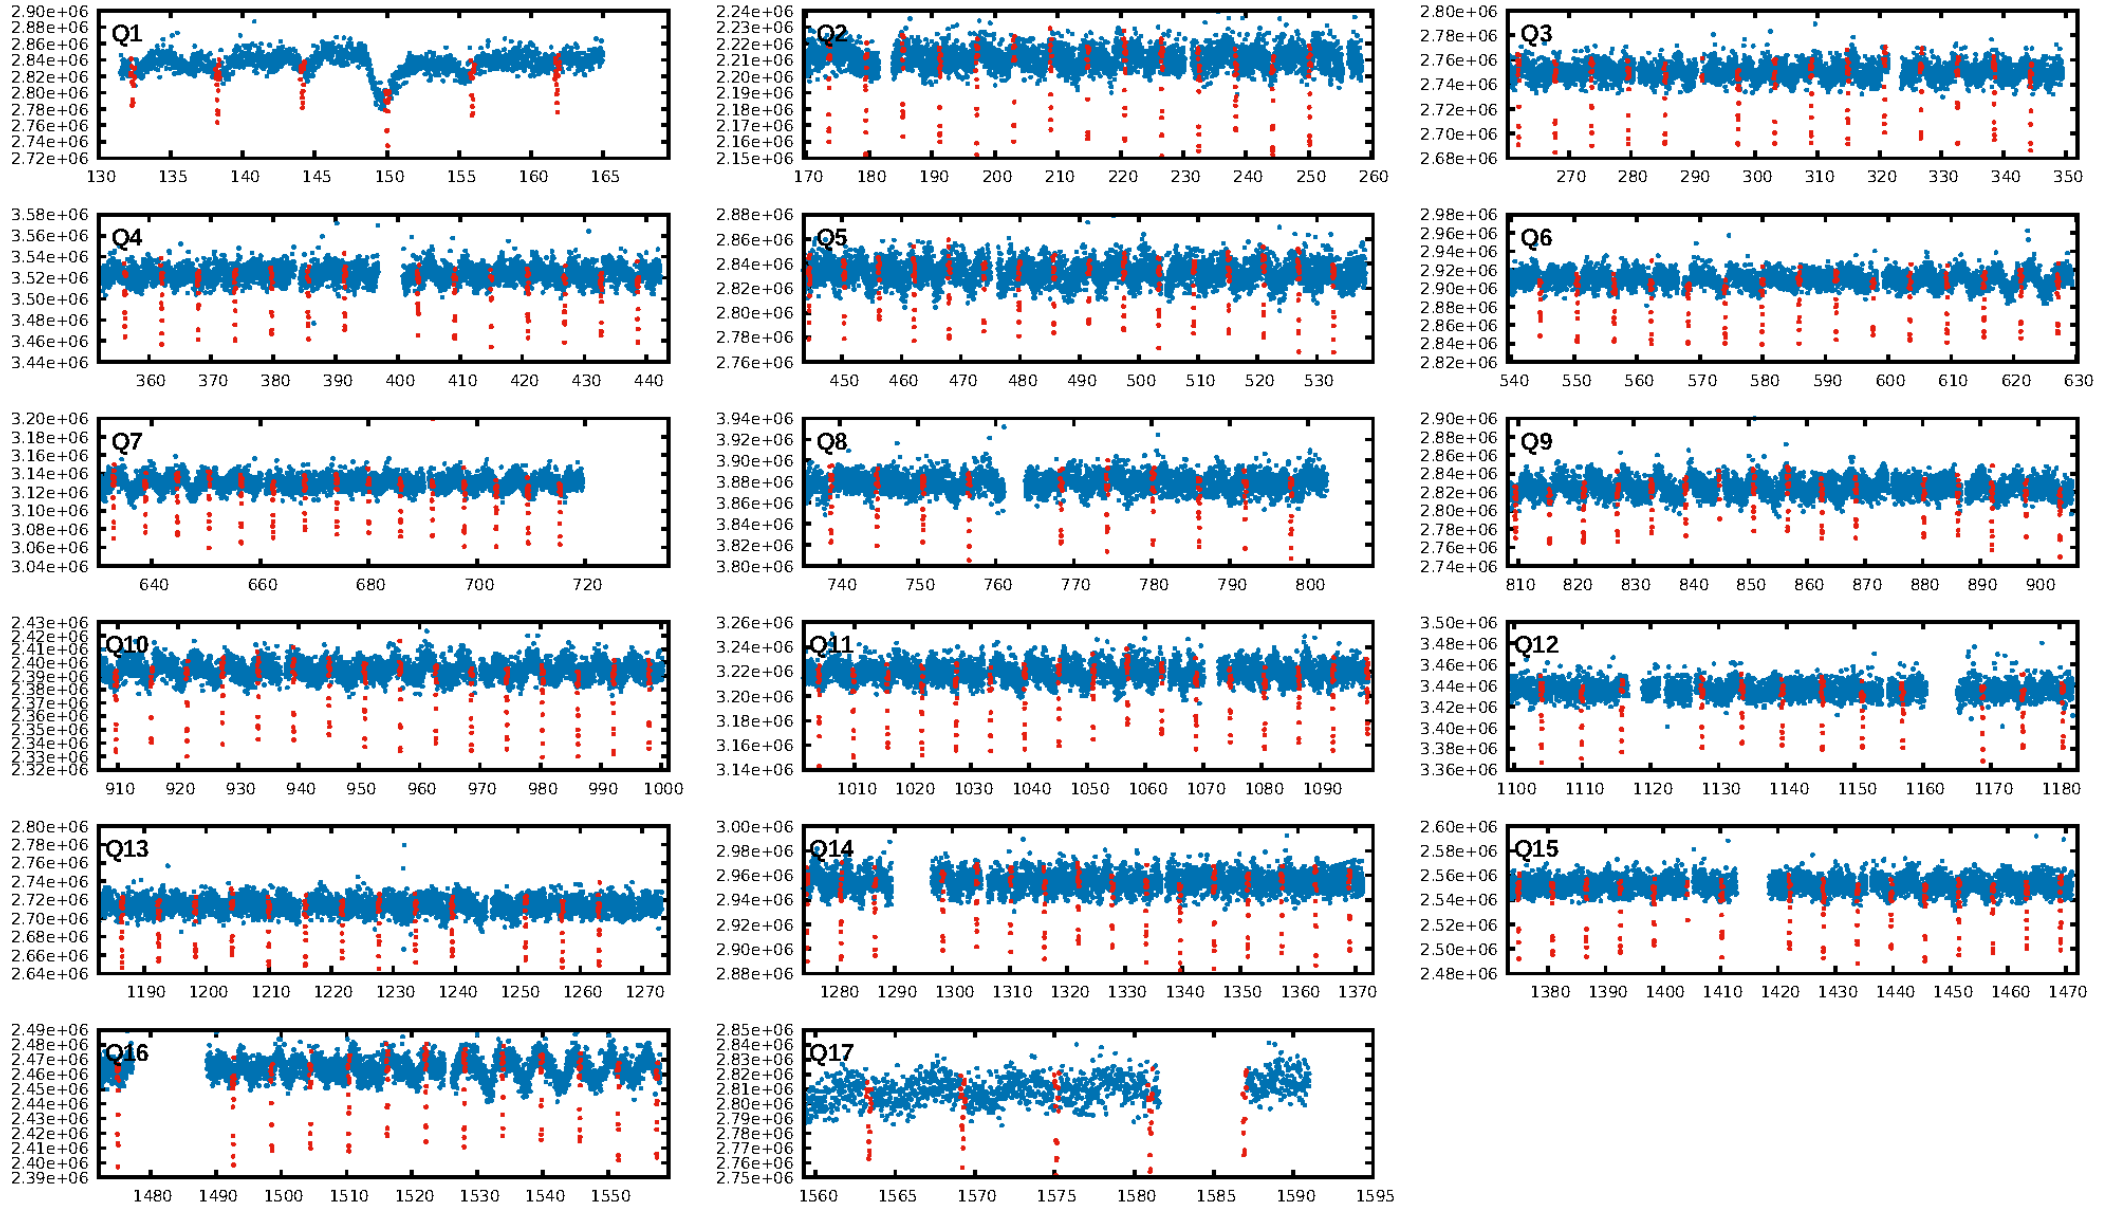 2.90e+06
2.88e+06
2.86e+06
2.84e+06
2.82e+06
2.80e+06
2.78e+06
2.76e+06
2.74e+06
2.72e+06
Q1
130 135 140 145 150 155 160 165
2.24e+06
2.23e+06
2.22e+06
2.21e+06
2.20e+06
2.19e+06
2.18e+06
2.17e+06
2.16e+06
2.15e+06
Q2
170 180 190 200 210 220 230 240 250 260
2.80e+06
2.78e+06
2.76e+06
2.74e+06
2.72e+06
2.70e+06
2.68e+06
Q3
270 280 290 300 310 320 330 340 350
3.58e+06
3.56e+06
3.54e+06
3.52e+06
3.50e+06
3.48e+06
3.46e+06
3.44e+06
Q4
360 370 380 390 400 410 420 430 440
2.88e+06
2.86e+06
2.84e+06
2.82e+06
2.80e+06
2.78e+06
2.76e+06
Q5
450 460 470 480 490 500 510 520 530
2.98e+06
2.96e+06
2.94e+06
2.92e+06
2.90e+06
2.88e+06
2.86e+06
2.84e+06
2.82e+06
Q6
540 550 560 570 580 590 600 610 620 630
3.20e+06
3.18e+06
3.16e+06
3.14e+06
3.12e+06
3.10e+06
3.08e+06
3.06e+06
3.04e+06
Q7
640 660 680 700 720
3.94e+06
3.92e+06
3.90e+06
3.88e+06
3.86e+06
3.84e+06
3.82e+06
3.80e+06
Q8
740 750 760 770 780 790 800
2.90e+06
2.88e+06
2.86e+06
2.84e+06
2.82e+06
2.80e+06
2.78e+06
2.76e+06
2.74e+06
Q9
810 820 830 840 850 860 870 880 890 900
2.43e+06
2.42e+06
2.41e+06
2.40e+06
2.39e+06
2.38e+06
2.37e+06
2.36e+06
2.35e+06
2.34e+06
2.33e+06
2.32e+06
Q10
910 920 930 940 950 960 970 980 990 1000
3.26e+06
3.24e+06
3.22e+06
3.20e+06
3.18e+06
3.16e+06
3.14e+06
Q11
1010 1020 1030 1040 1050 1060 1070 1080 1090
3.50e+06
3.48e+06
3.46e+06
3.44e+06
3.42e+06
3.40e+06
3.38e+06
3.36e+06
Q12
1100 1110 1120 1130 1140 1150 1160 1170 1180
2.80e+06
2.78e+06
2.76e+06
2.74e+06
2.72e+06
2.70e+06
2.68e+06
2.66e+06
2.64e+06
Q13
1190 1200 1210 1220 1230 1240 1250 1260 1270
3.00e+06
2.98e+06
2.96e+06
2.94e+06
2.92e+06
2.90e+06
2.88e+06
Q14
1280 1290 1300 1310 1320 1330 1340 1350 1360 1370
2.60e+06
2.58e+06
2.56e+06
2.54e+06
2.52e+06
2.50e+06
2.48e+06
Q15
1380 1390 1400 1410 1420 1430 1440 1450 1460 1470
2.49e+06
2.48e+06
2.47e+06
2.46e+06
2.45e+06
2.44e+06
2.43e+06
2.42e+06
2.41e+06
2.40e+06
2.39e+06
Q16
1480 1490 1500 1510 1520 1530 1540 1550
2.85e+06
2.84e+06
2.83e+06
2.82e+06
2.81e+06
2.80e+06
2.79e+06
2.78e+06
2.77e+06
2.76e+06
2.75e+06
Q17
1560 1565 1570 1575 1580 1585 1590 1595